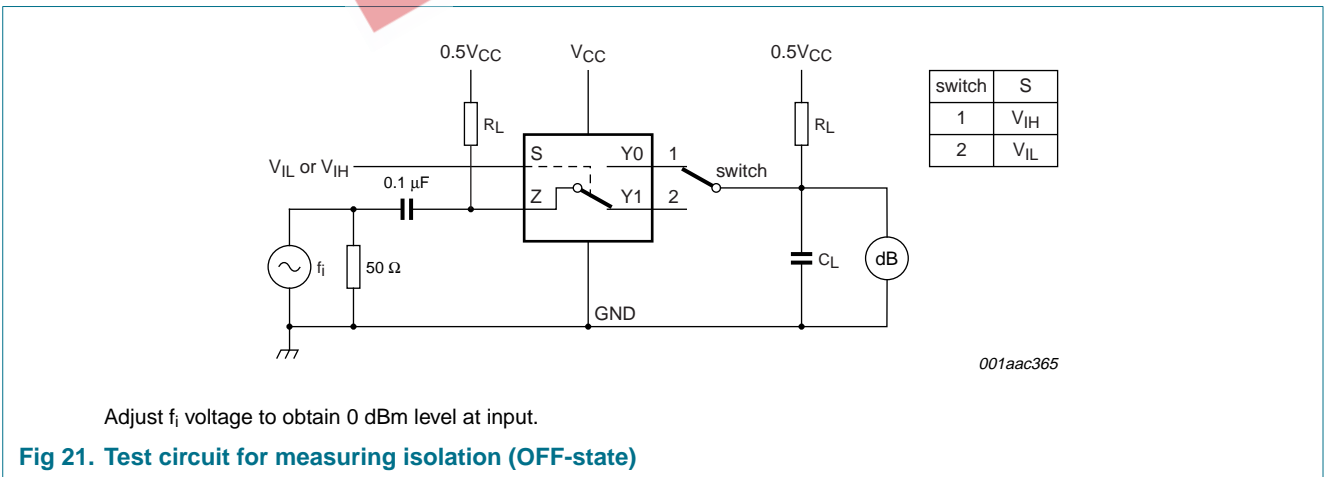 0.5VCC VCC 0.5VCC
switch S
1 VIH
2 VIL
RL RL
S Y0 1
switch
VIL or VIH
0.1 μF
Z Y1 2
fi 50 Ω CL dB
GND
001aac365
Adjust fi voltage to obtain 0 dBm level at input.
Fig 21. Test circuit for measuring isolation (OFF-state)